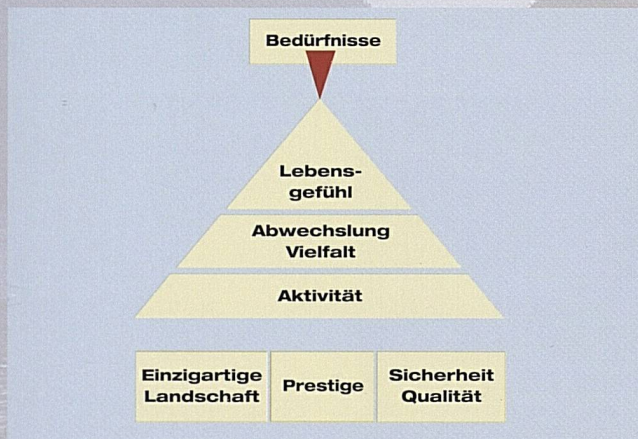 Bedürfnisse
Lebens-
gefühl
Abwechslung
Vielfalt
Aktivität
Einzigartige
Landschaft
Prestige
Sicherheit
Qualität